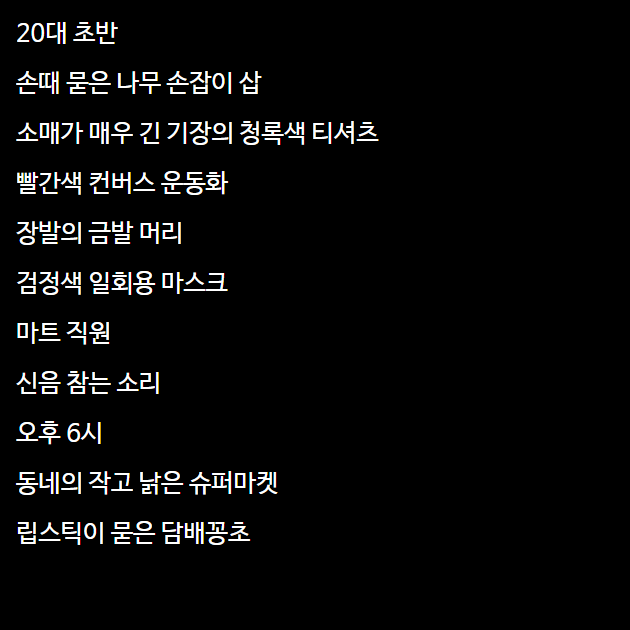 20대 초반
손때 묻은 나무 손잡이 삽
소매가 매우 긴 기장의 청록색 티셔츠
빨간색 컨버스 운동화
장발의 금발 머리
검정색 일회용 마스크
마트 직원
신음 참는 소리
오후 6시
동네의 작고 낡은 슈퍼마켓
립스틱이 묻은 담배꽁초